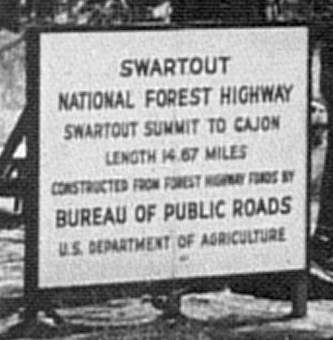 SWARTOUT
NATIONAL FOREST HIGHWAY
SWARTOUT SUMMIT TO CAJON
LENGTH 14.67 MILES
CONSTRUCTED FROM FOREST HIGHWAY FUNDS BY
BUREAU OF PUBLIC ROADS
U.S. DEPARTMENT OF AGRICULTURE